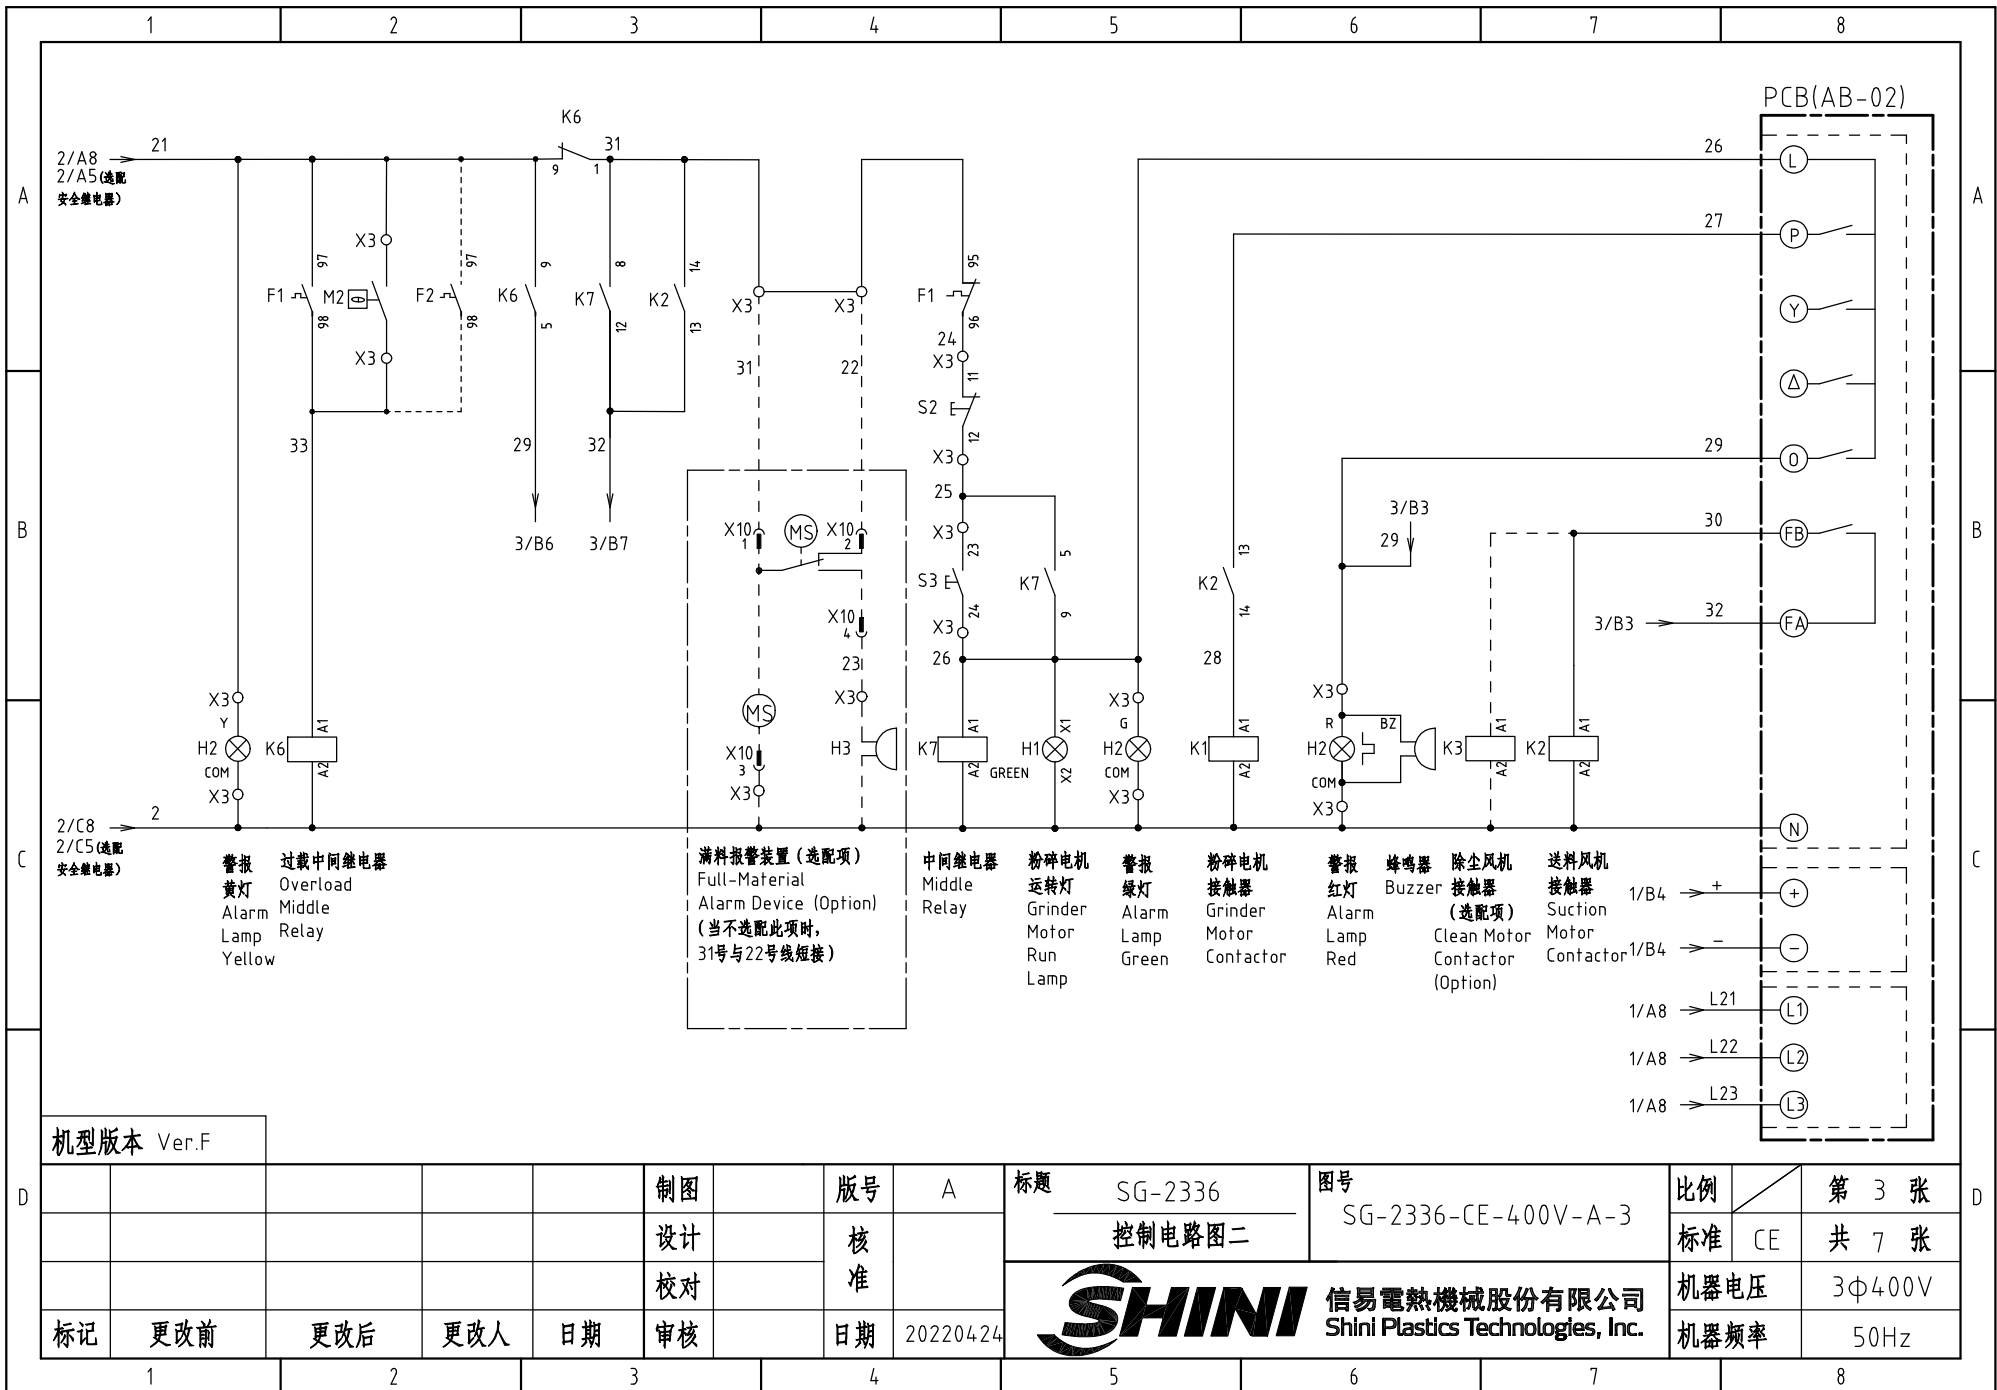 1 2 3 4 5 6 7 8
PCB(AB-02)
K6
2/A8 21 31 26 L
2/A5(选配 9 1
安全继电器)
A A
27 P
X3 97 97 9 8 14 95
F1 M2 F2 K6 K7 K2 X3 X3 F1 Y
98 98 5 12 13 96
24
X3 X3
31 22 11 Δ
S2
12
33 29 32 X3 29 O
25
3/B3
X10 MS X10 X3 30 FB
B B
1 2 29
3/B6 3/B7 23 5 13
S3 K7 K2
X10 24 9 14 3/B3 32 FA
4 X3
23 26 28
X3 X3 X3 X3
Y MS A1 X1 G A1 R BZ A1 A1
H2 K6 A1 H3 K7 H1 H2 K1 H2 K3 K2
COM A2 X10 A2 GREEN X2 COM A2 COM A2 A2
3
X3 X3 X3 X3
2/C8 2 N
2/C5(选配
安全继电器)
C C
警报
黄灯
Alarm
Lamp
Yellow
过载中间继电器
Overload
Middle
Relay
满料报警装置(选配项)
Full-Material
Alarm Device (Option)
(当不选配此项时,
31号与22号线短接)
中间继电器
Middle
Relay
粉碎电机
运转灯
Grinder
Motor
Run
Lamp
警报
绿灯
Alarm
Lamp
Green
粉碎电机
接触器
Grinder
Motor
Contactor
警报
红灯
Alarm
Lamp
Red
蜂鸣器
Buzzer
除尘风机
接触器
(选配项)
Clean Motor
Contactor
(Option)
送料风机
接触器
Suction
Motor
Contactor
1/B4 + +
1/B4 − −
1/A8 L21 L1
1/A8 L22 L2
1/A8 L23 L3
机型版本 Ver.F
D D
制图 版号 A
设计 核
准
校对
标记 更改前 更改后 更改人 日期 审核 日期 20220424
标题 SG-2336
控制电路图二
图号
SG-2336-CE-400V-A-3
比例 第 3 张
标准 CE 共 7 张
机器电压 3φ400V
机器频率 50Hz
SHINI
信易電熱機械股份有限公司
Shini Plastics Technologies, Inc.
1 2 3 4 5 6 7 8